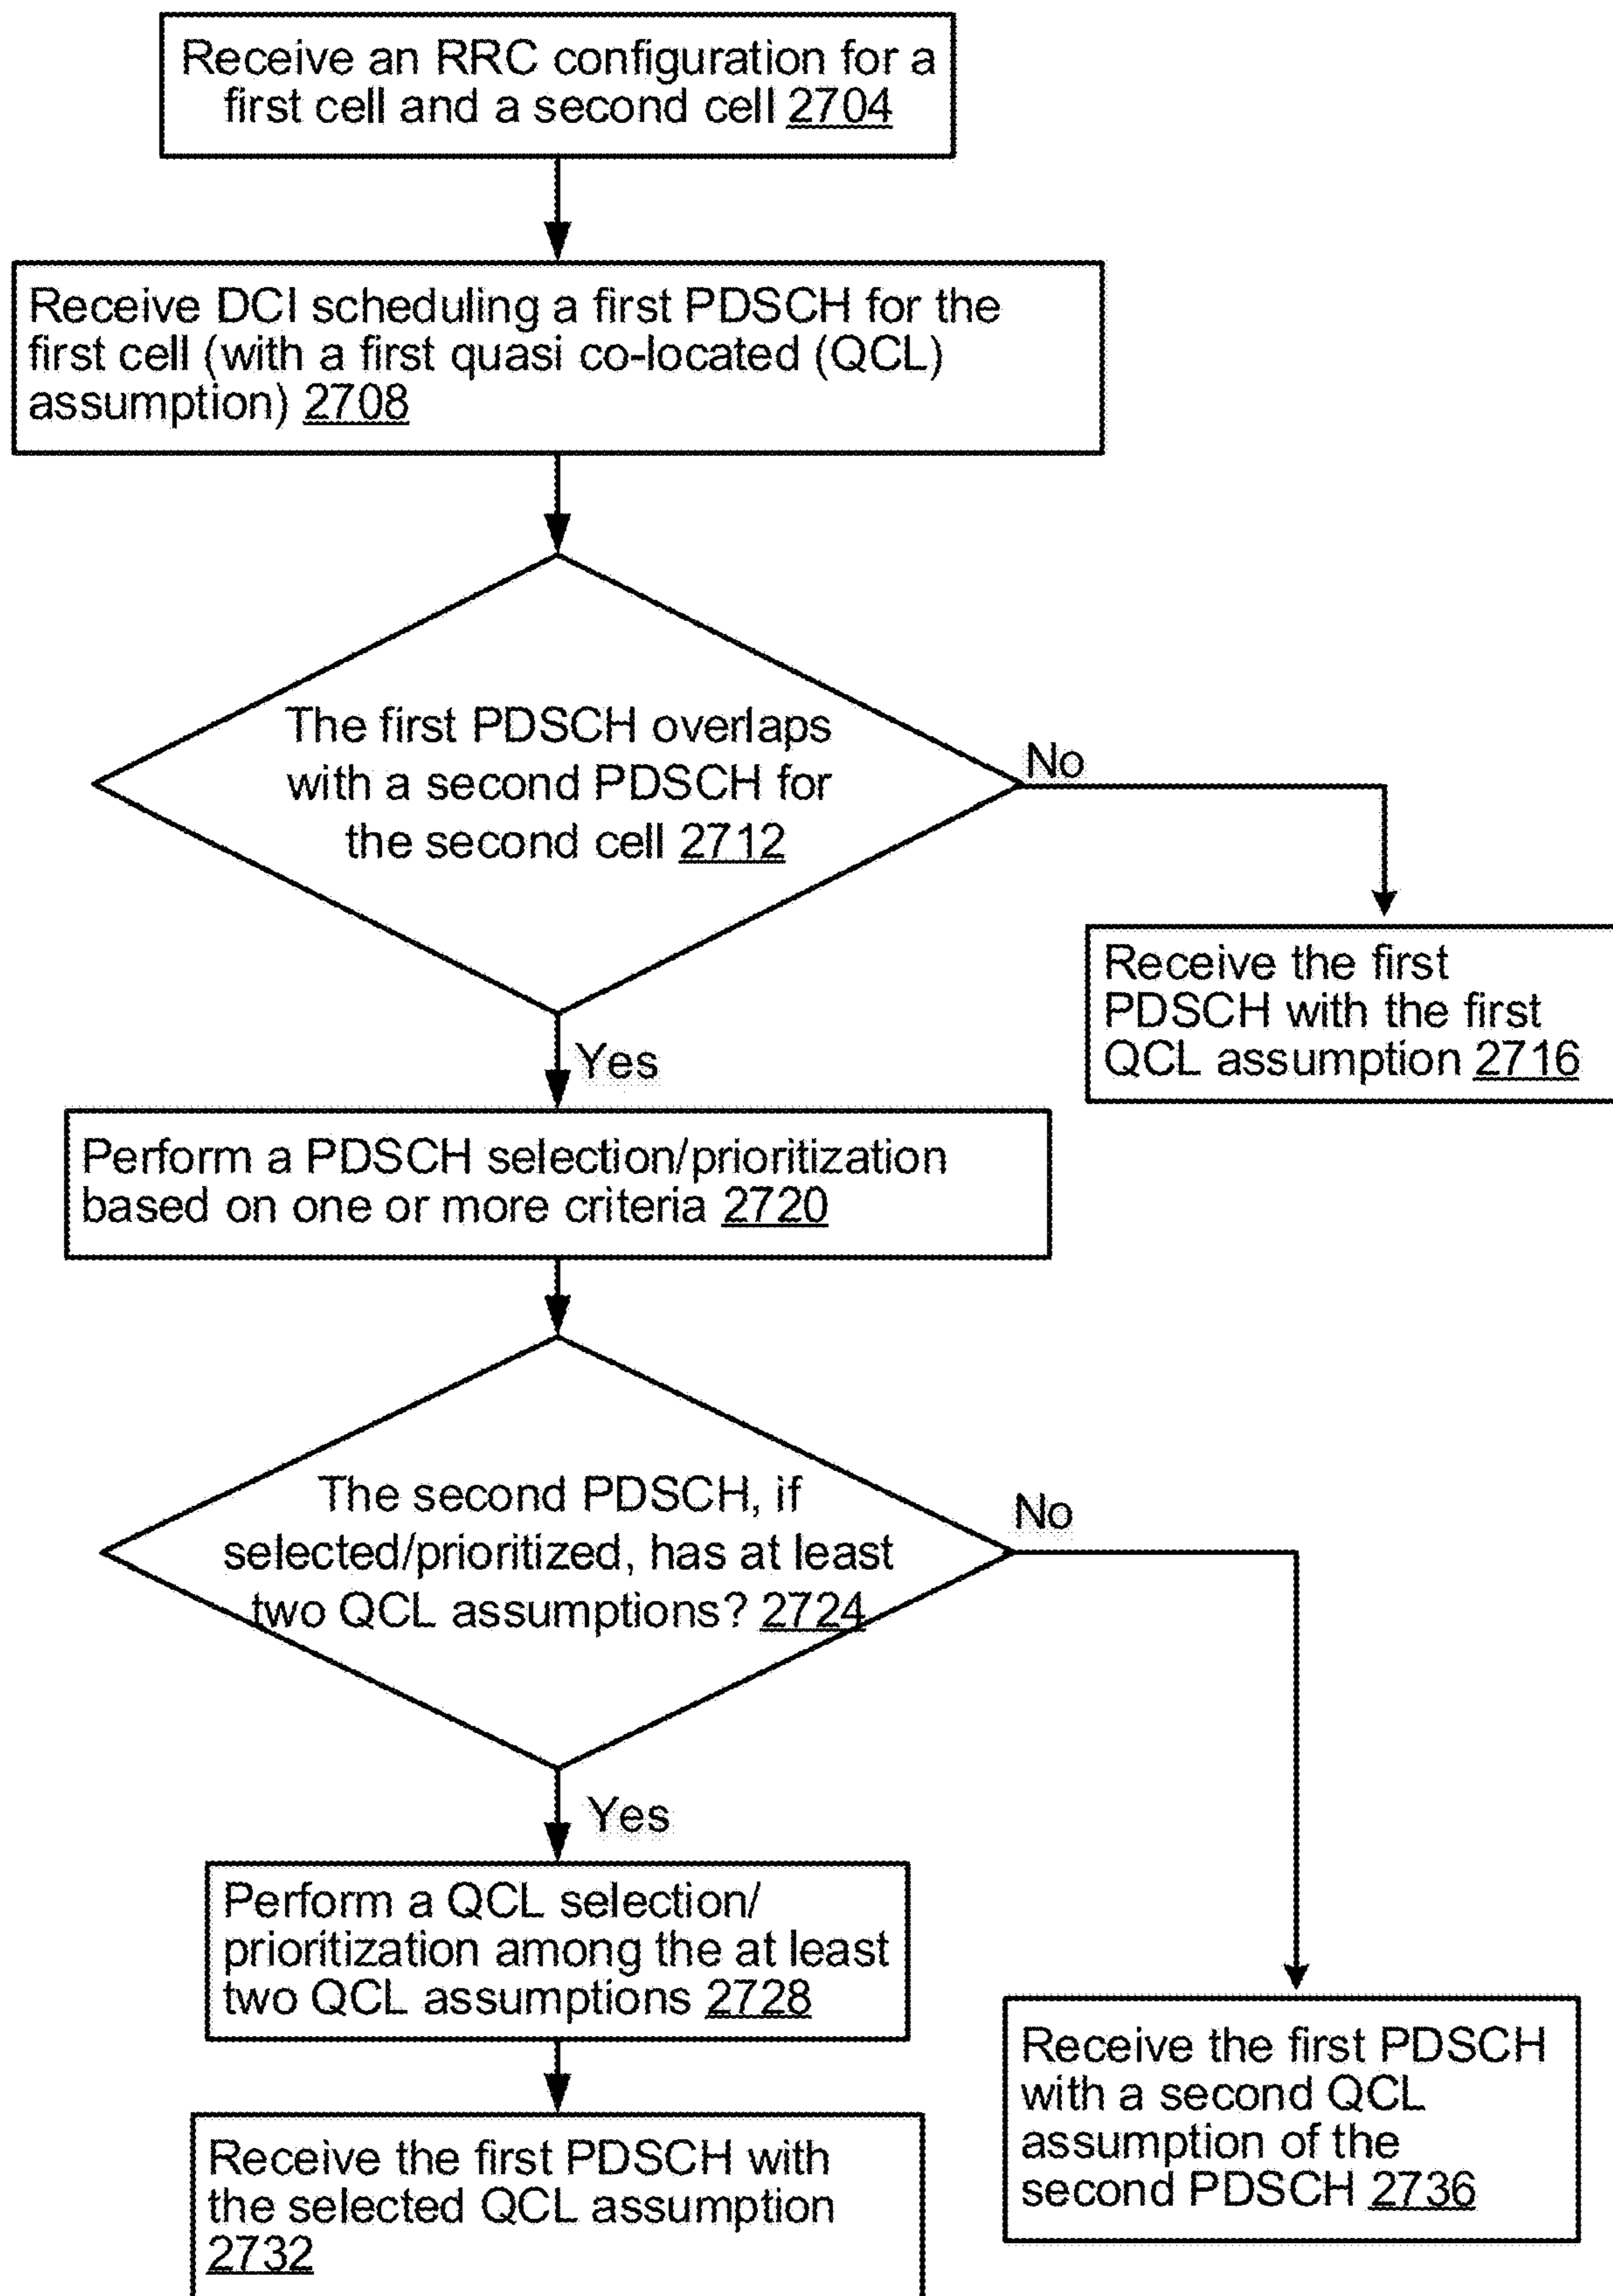 Receive an RRC configuration for a
first cell and a second cell 2704
Receive DCI scheduling a first PDSCH for the
first cell (with a first quasi co-located (QCL)
assumption) 2708
The first PDSCH overlaps
with a second PDSCH for
the second cell 2712
No
Receive the first
PDSCH with the first
QCL assumption 2716
Yes
Perform a PDSCH selection/prioritization
based on one or more criteria 2720
The second PDSCH, if
selected/prioritized, has at least
two QCL assumptions? 2724
No
Yes
Perform a QCL selection/
prioritization among the at least
two QCL assumptions 2728
Receive the first PDSCH
with a second QCL
assumption of the
second PDSCH 2736
Receive the first PDSCH with
the selected QCL assumption
2732